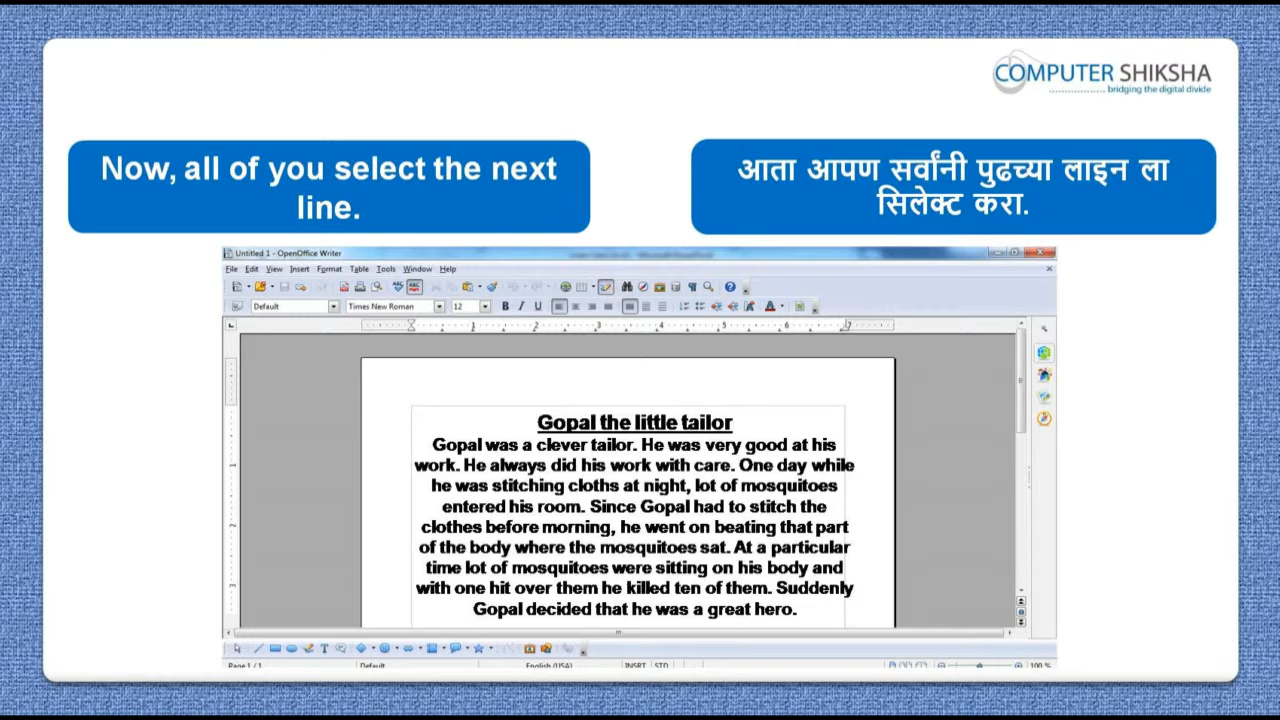 COMPUTER SHIKSHA
bridging the digital divide
Now, all of you select the next
line.
आता आपण सर्वांनी पुढच्या लाइन ला
सिलेक्ट करा.
Untitled 1 - OpenOffice Writer
File Edit View Insert Format Table Tools Window Help
Default Times New Roman 12 B I U
1 2 3 4 5 6 7
Gopal the little tailor
Gopal was a clever tailor. He was very good at his
work. He always did his work with care. One day while
he was stitching cloths at night, lot of mosquitoes
entered his room. Since Gopal had to stitch the
clothes before morning, he went on beating that part
of the body where the mosquitoes sat. At a particular
time lot of mosquitoes were sitting on his body and
with one hit over them he killed ten of them. Suddenly
Gopal decided that he was a great hero.
Page 1 / 1 Default English (USA) INSRT STD 100 %